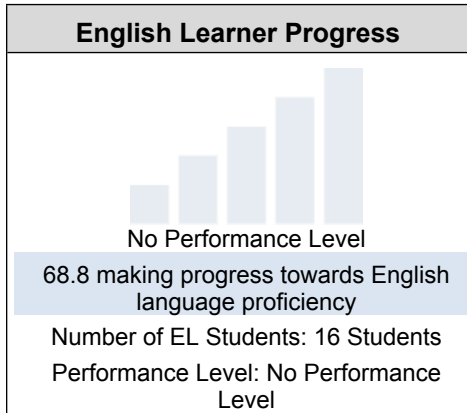 English Learner Progress
No Performance Level
68.8 making progress towards English
language proficiency
Number of EL Students: 16 Students
Performance Level: No Performance
Level